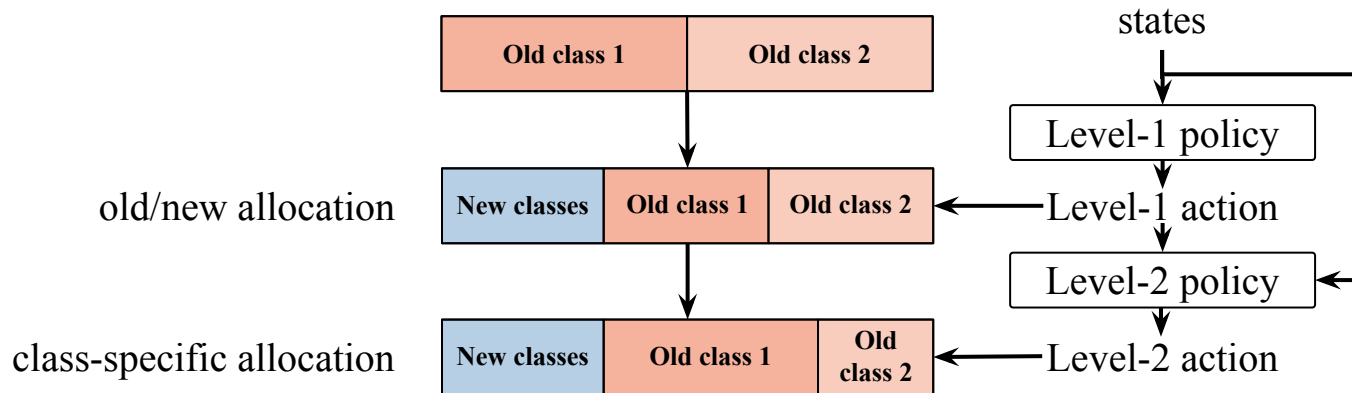 states
Old class 1 Old class 2
Level-1 policy
old/new allocation New classes Old class 1 Old class 2 Level-1 action
Level-2 policy
class-specific allocation New classes Old class 1 Old
class 2 Level-2 action